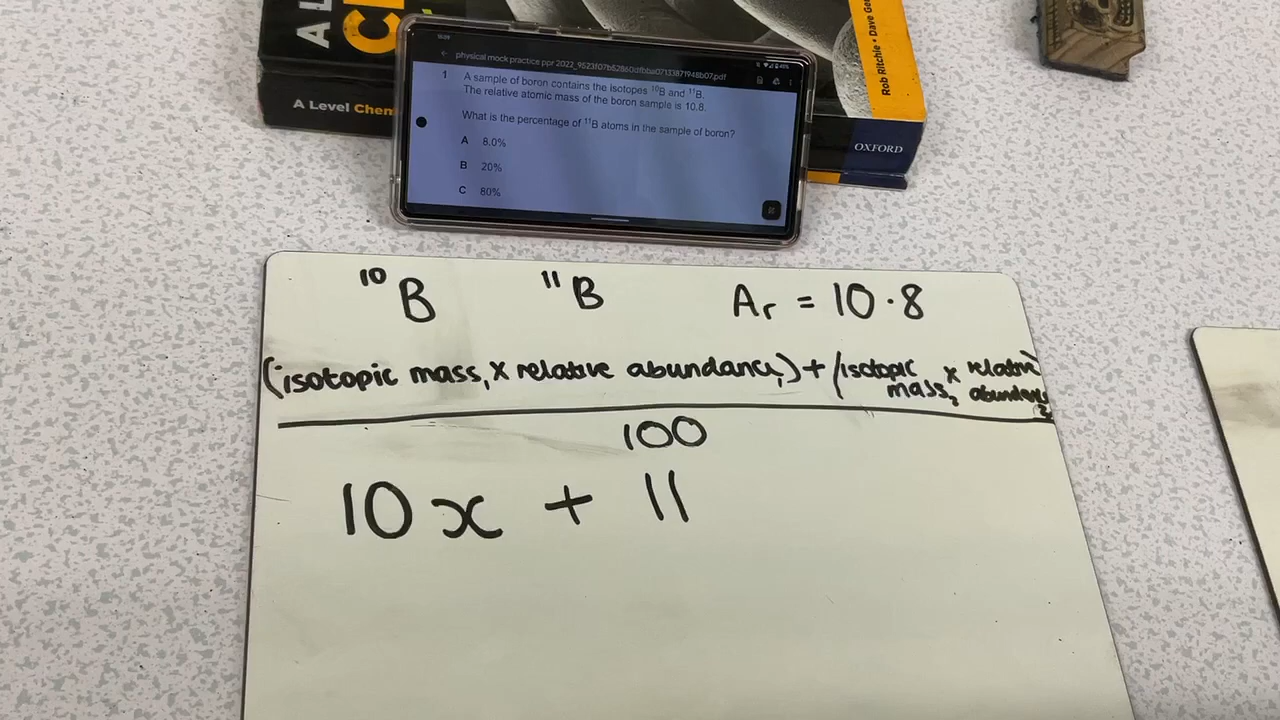 A L
C
A Level Chem
Rob Ritchie • Dave Ge
OXFORD
physical mock practice ppr 2022
1 A sample of boron contains the isotopes ¹⁰B and ¹¹B.
The relative atomic mass of the boron sample is 10.8.
What is the percentage of ¹¹B atoms in the sample of boron?
A 8.0%
B 20%
C 80%
¹⁰B ¹¹B Ar = 10.8
(isotopic mass₁ x relative abundance₁) + (isotopic mass₂ x relative abundance₂
100
10x + 11